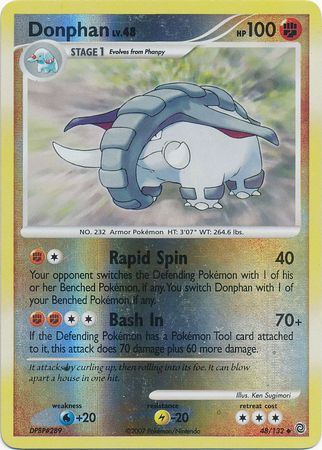 Donphan LV.48 HP 100
STAGE 1 Evolves from Phanpy
NO. 232 Armor Pokémon HT: 3'07" WT: 264.6 lbs.
Rapid Spin 40
Your opponent switches the Defending Pokémon with 1 of his
or her Benched Pokémon, if any. You switch Donphan with 1 of
your Benched Pokémon, if any.
Bash In 70+
If the Defending Pokémon has a Pokémon Tool card attached
to it, this attack does 70 damage plus 60 more damage.
It attacks by curling up, then rolling into its foe. It can blow
apart a house in one hit.
weakness resistance retreat cost
+20 -20
Illus. Ken Sugimori
DPBP#289 ©2007 Pokémon/Nintendo 48/132